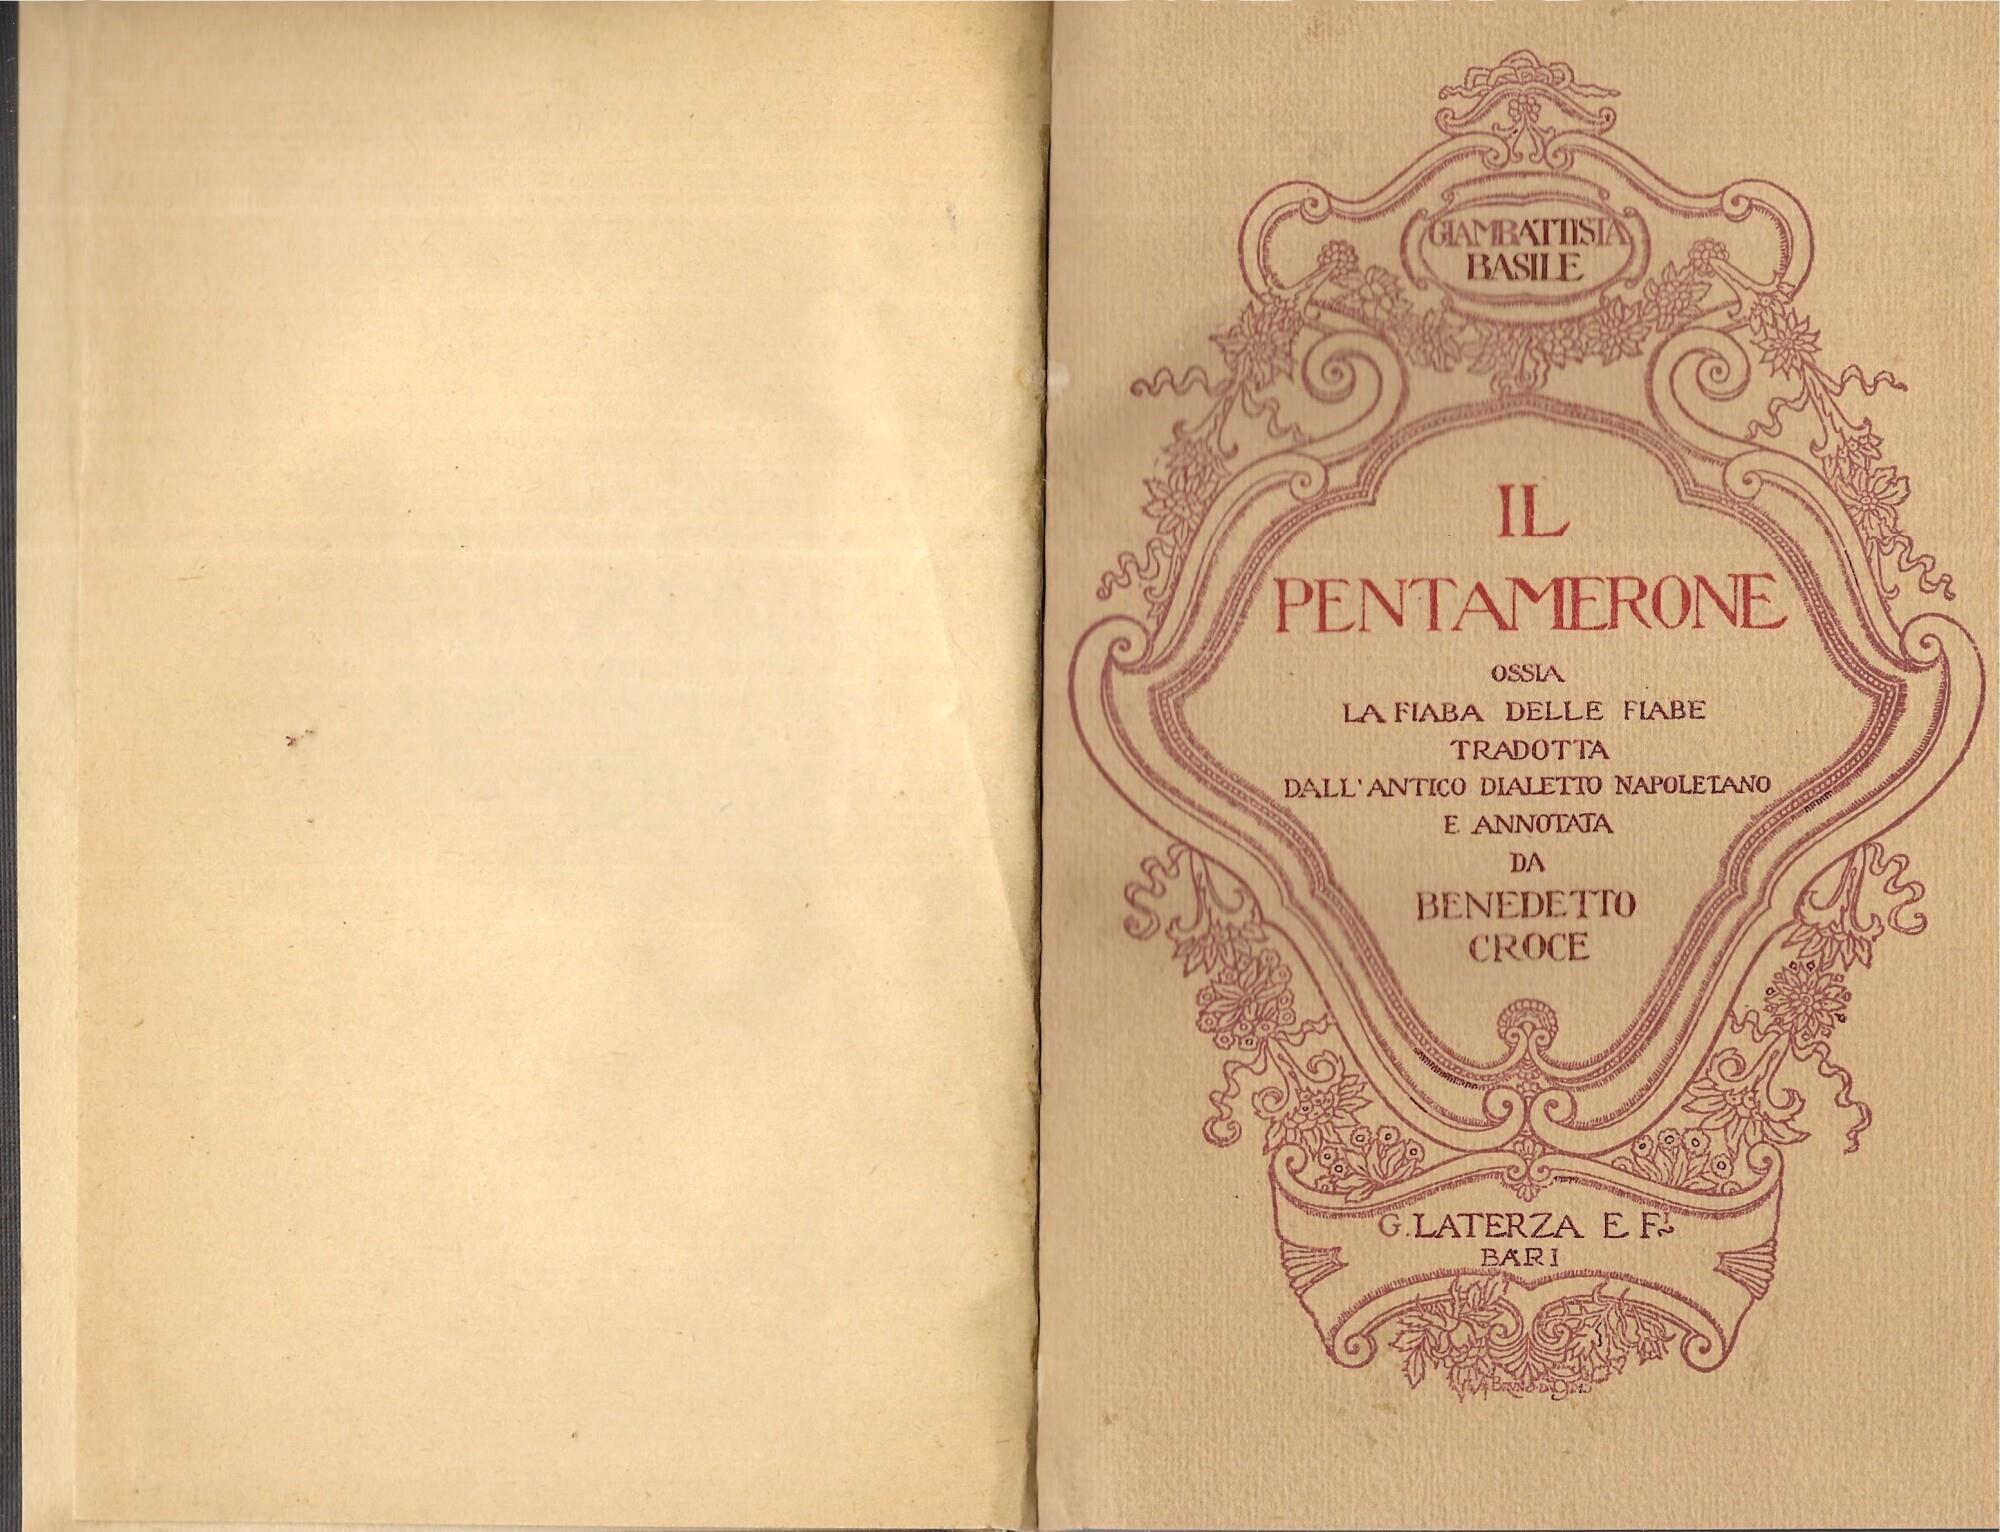 GIAMBATTISTA
BASILE
IL
PENTAMERONE
OSSIA
LA FIABA DELLE FIABE
TRADOTTA
DALL'ANTICO DIALETTO NAPOLETANO
E ANNOTATA
DA
BENEDETTO
CROCE
G. LATERZA E Fi
BARI